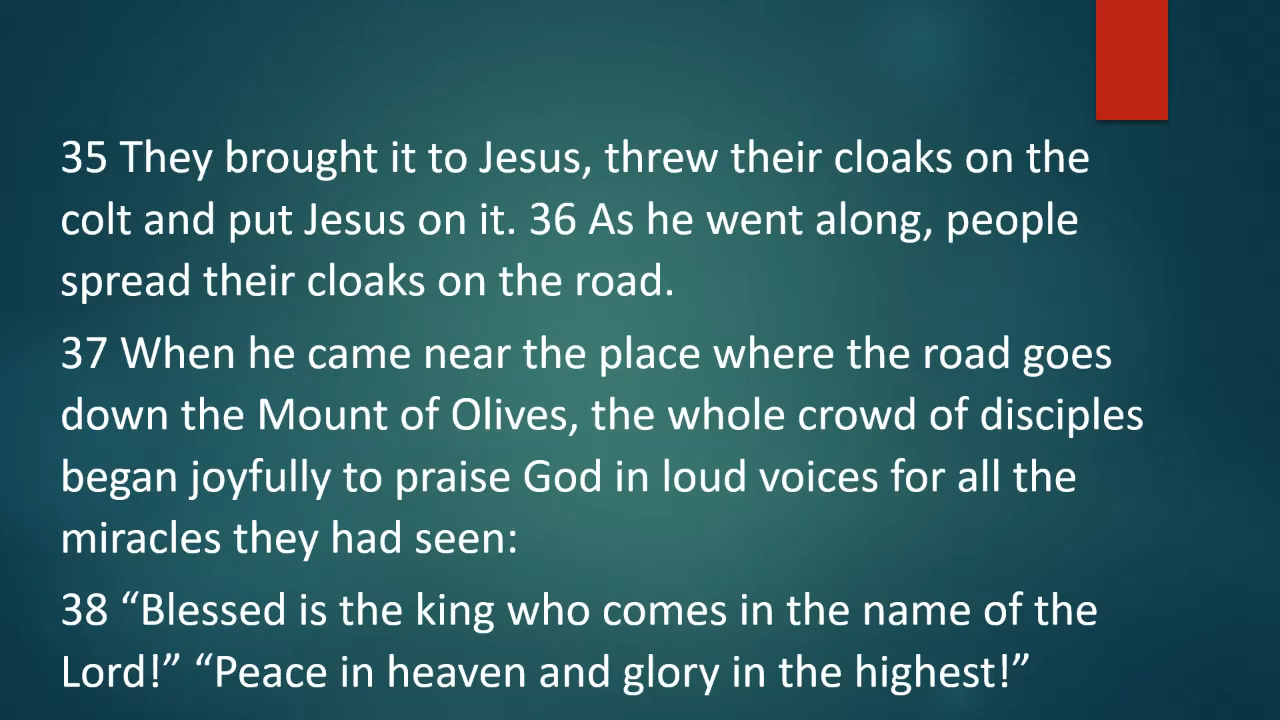 35 They brought it to Jesus, threw their cloaks on the
colt and put Jesus on it. 36 As he went along, people
spread their cloaks on the road.
37 When he came near the place where the road goes
down the Mount of Olives, the whole crowd of disciples
began joyfully to praise God in loud voices for all the
miracles they had seen:
38 “Blessed is the king who comes in the name of the
Lord!” “Peace in heaven and glory in the highest!”